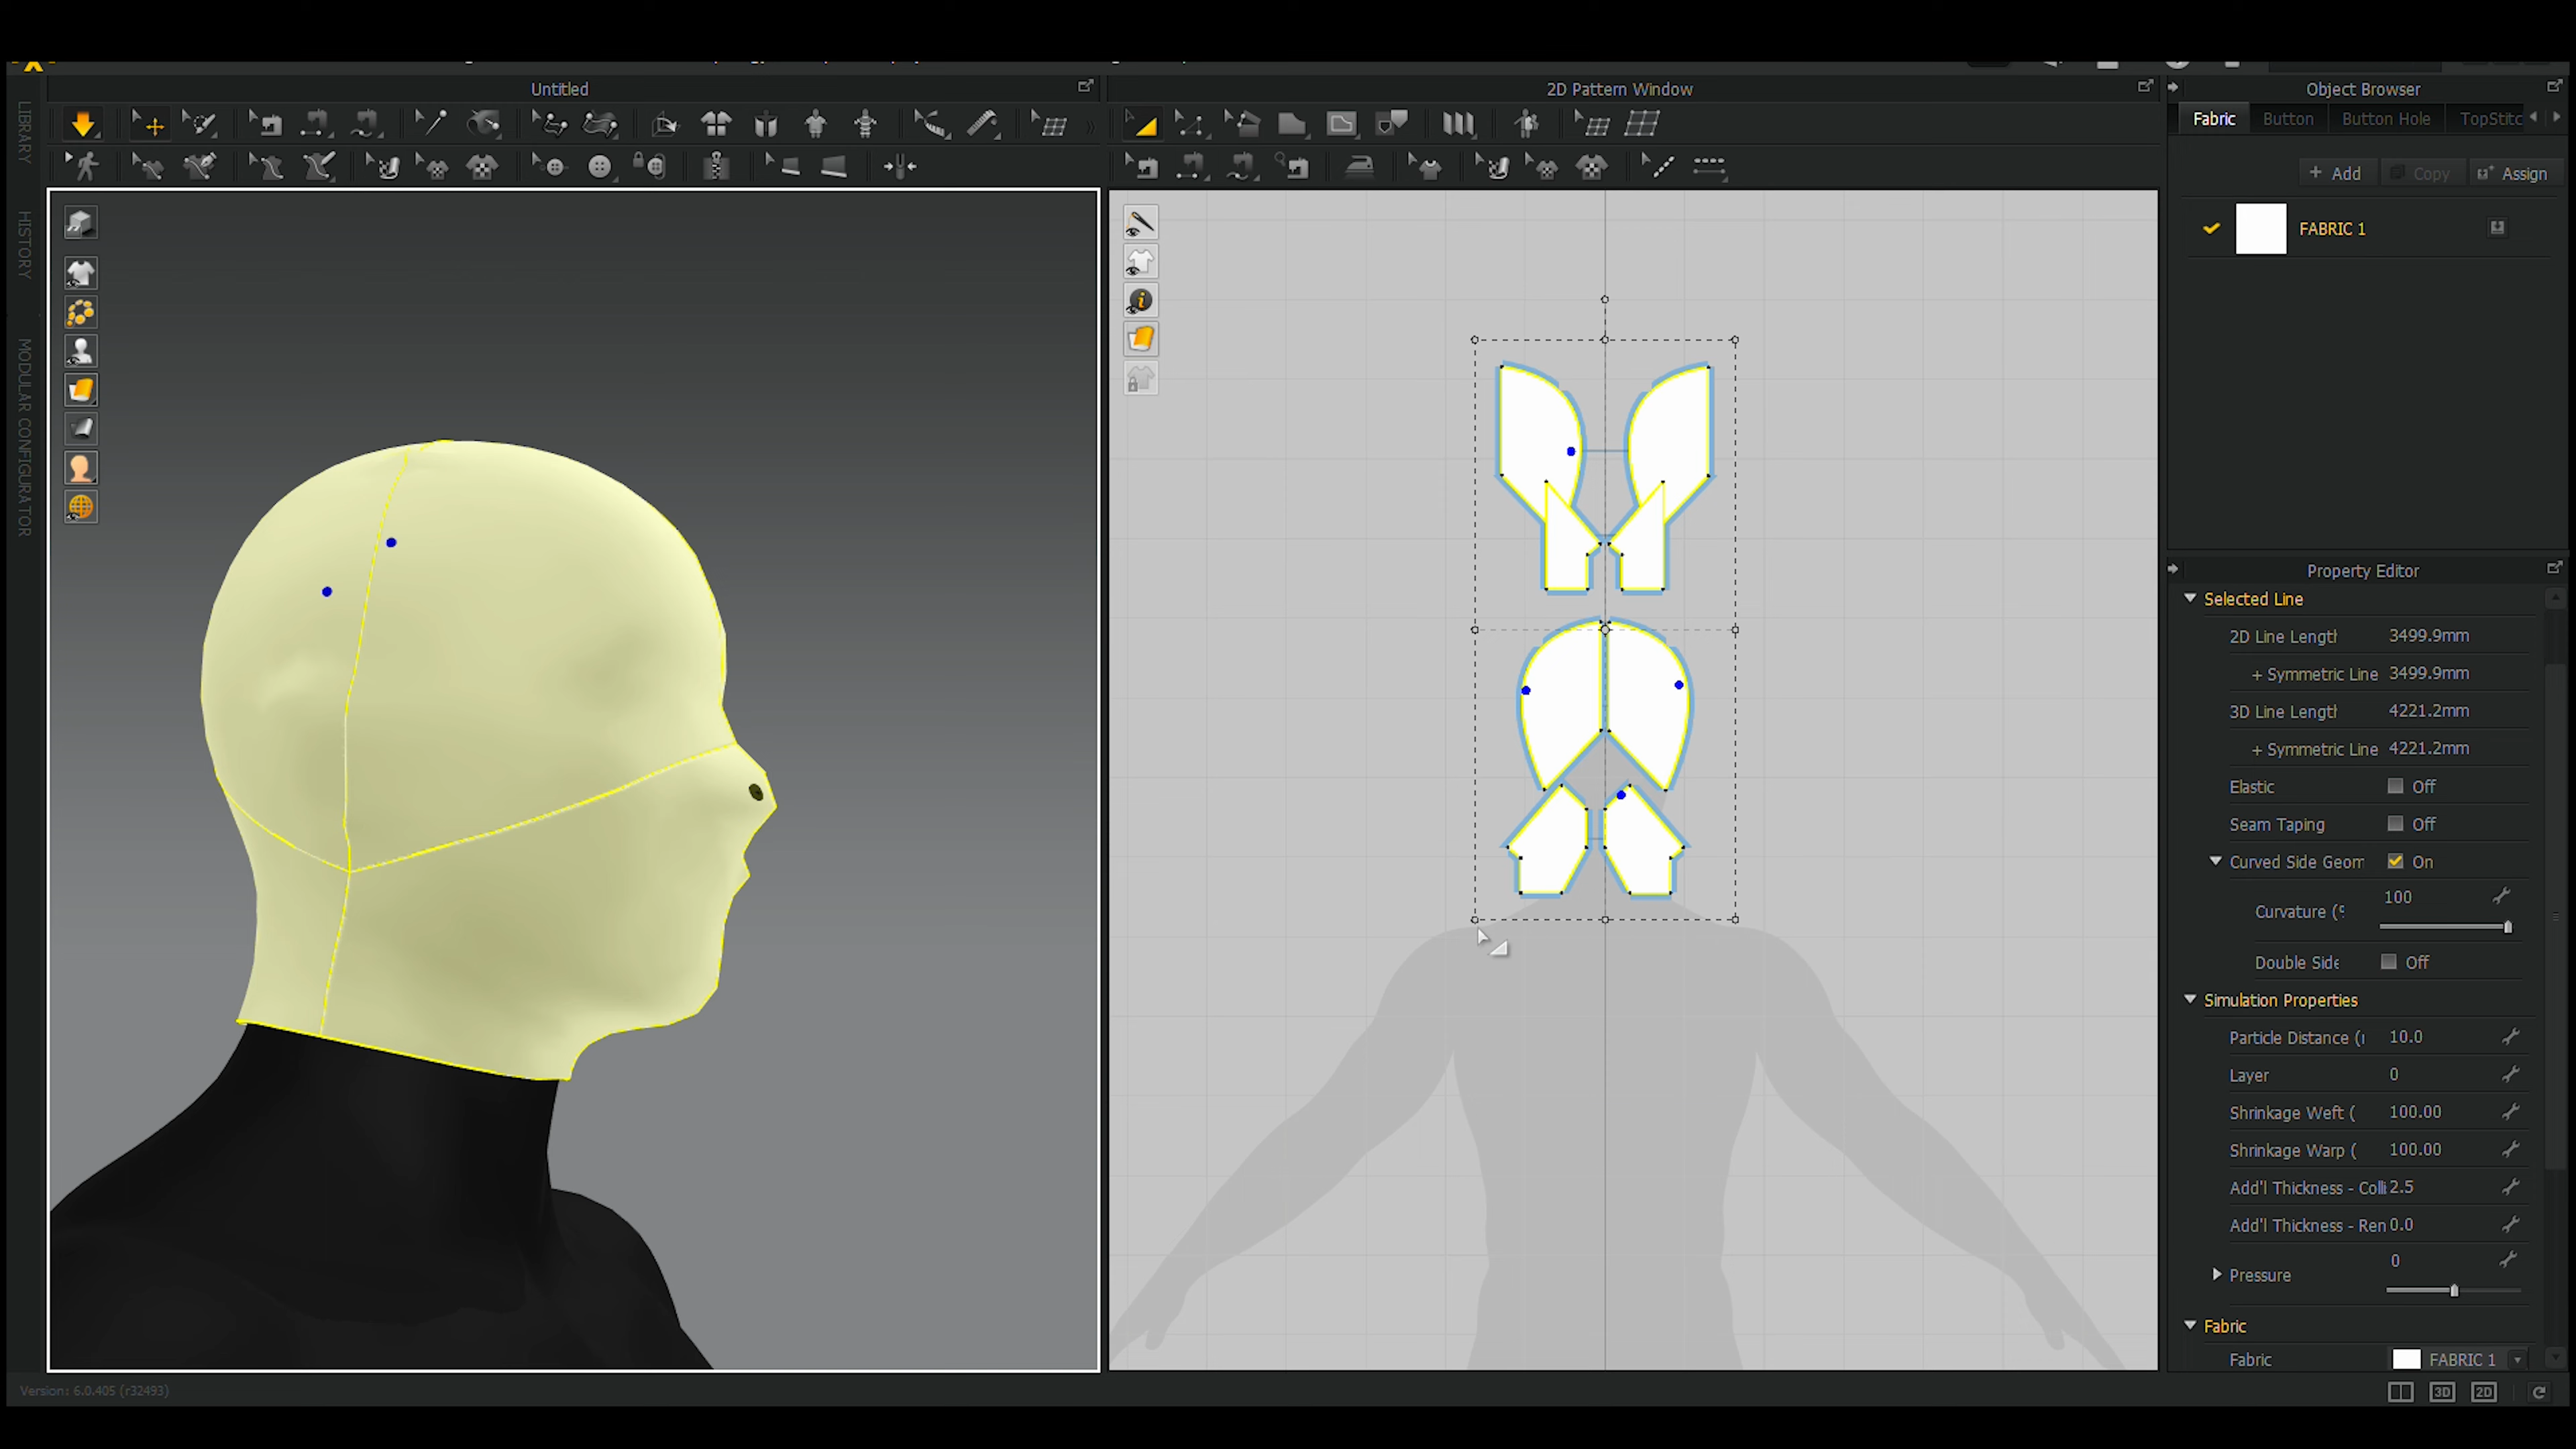 Untitled
2D Pattern Window
Object Browser
LIBRARY
HISTORY
MODULAR CONFIGURATOR
Fabric
Button
Button Hole
TopStitc
+ Add
Copy
Assign
FABRIC 1
Property Editor
Selected Line
2D Line Length 3499.9mm
+ Symmetric Line 3499.9mm
3D Line Length 4221.2mm
+ Symmetric Line 4221.2mm
Elastic Off
Seam Taping Off
Curved Side Geom On
Curvature (% 100
Double Side Off
Simulation Properties
Particle Distance (r 10.0
Layer 0
Shrinkage Weft ( 100.00
Shrinkage Warp ( 100.00
Add'l Thickness - Colli 2.5
Add'l Thickness - Ren 0.0
Pressure 0
Fabric
Fabric FABRIC 1
Version: 6.0.405 (r32493)
3D
2D